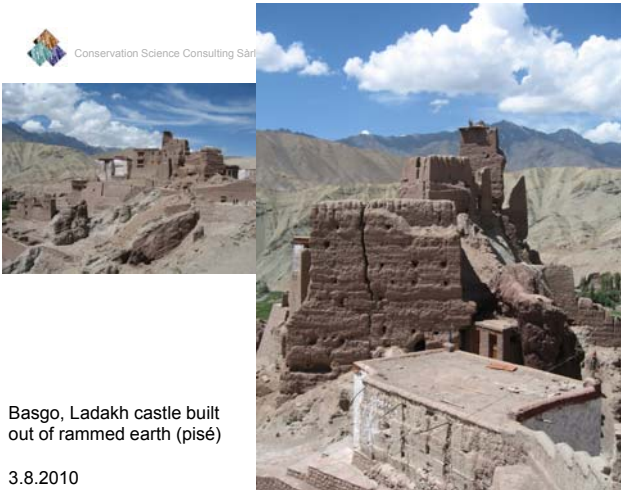 Conservation Science Consulting Sàrl
Basgo, Ladakh castle built
out of rammed earth (pisé)
3.8.2010